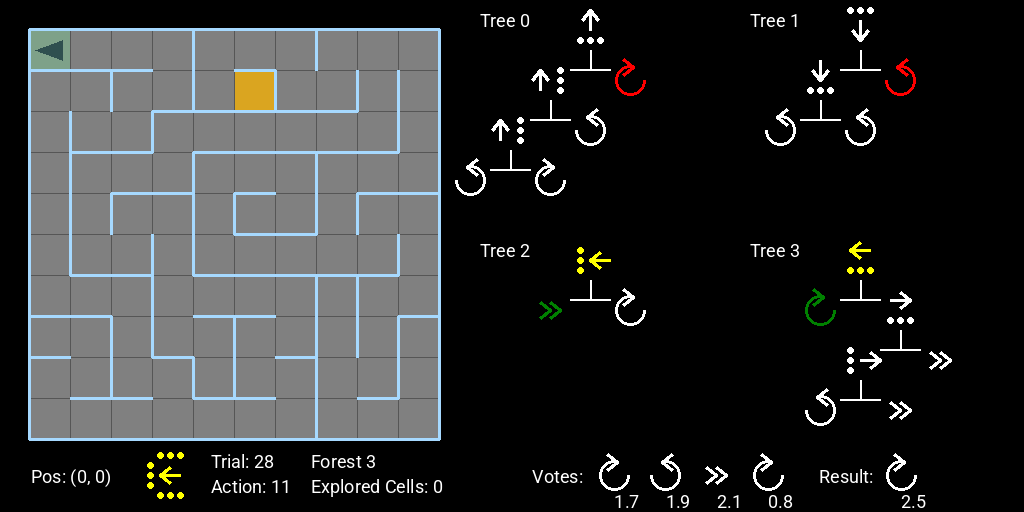 Tree 0
Tree 1
Tree 2
Tree 3
Pos: (0, 0)
Trial: 28
Action: 11
Forest 3
Explored Cells: 0
Votes:
1.7
1.9
2.1
0.8
Result:
2.5